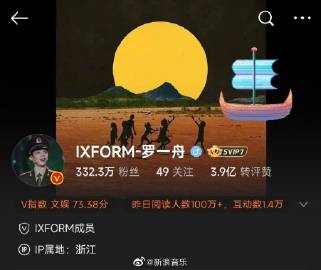 IXFORM-罗一舟 SVIP7
332.3万 粉丝 49 关注 3.9亿 转评赞
V指数 文娱 73.38分 昨日阅读人数100万+，互动数1.4万
IXFORM成员
IP属地：浙江
@新浪音乐